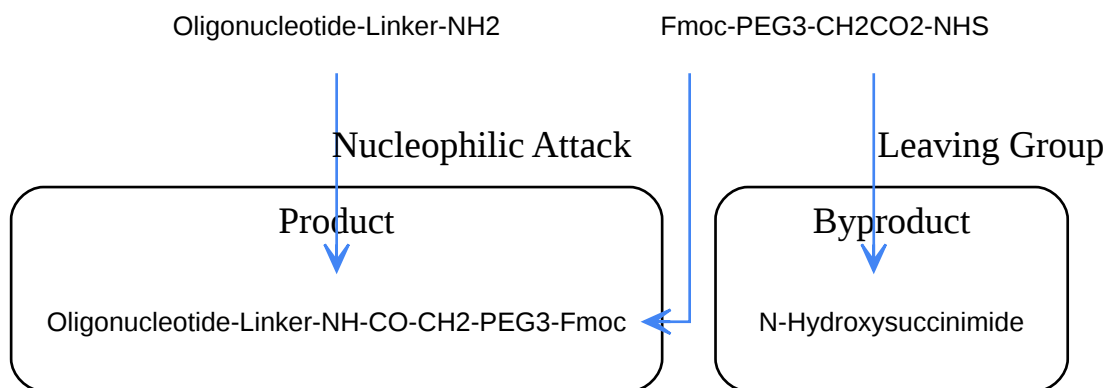 Oligonucleotide-Linker-NH2
Fmoc-PEG3-CH2CO2-NHS
Nucleophilic Attack
Leaving Group
Product
Byproduct
Oligonucleotide-Linker-NH-CO-CH2-PEG3-Fmoc
N-Hydroxysuccinimide